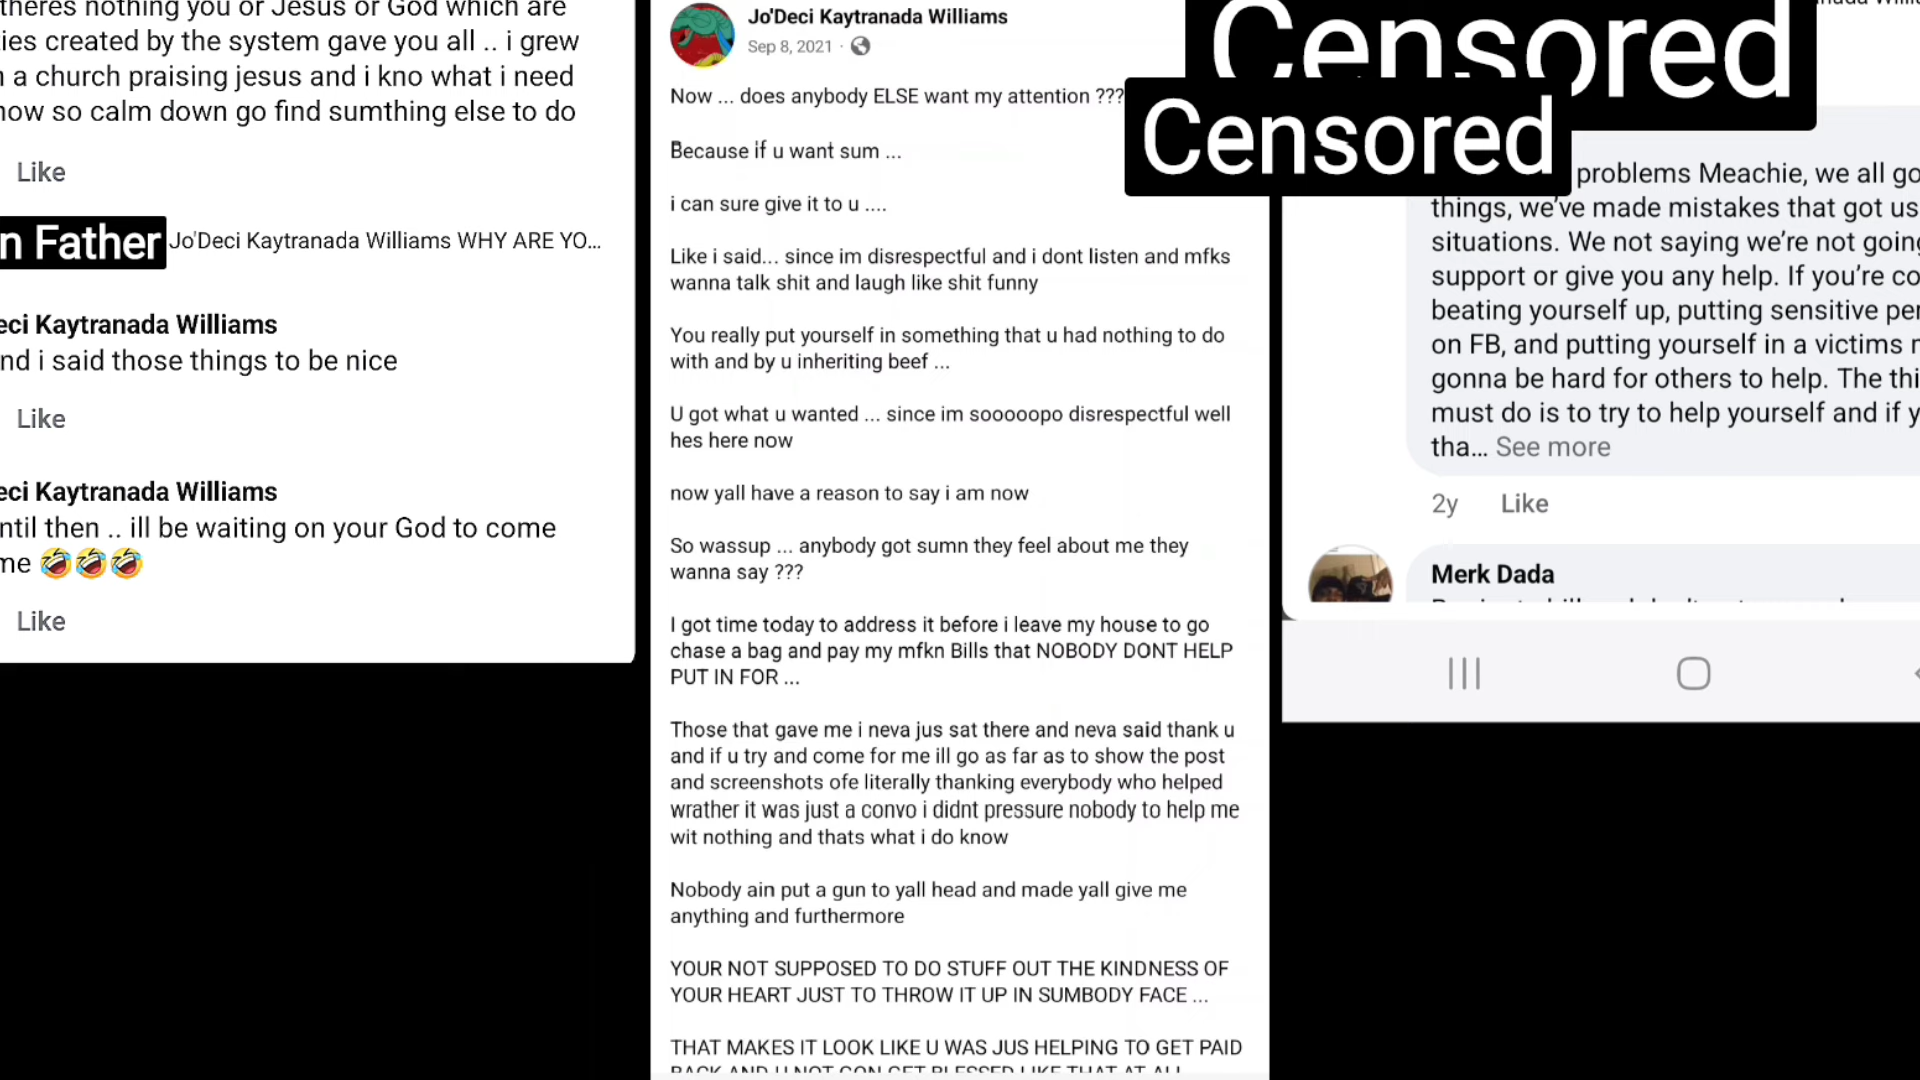 theres nothing you or Jesus or God which are
ies created by the system gave you all .. i grew
a church praising jesus and i kno what i need
now so calm down go find sumthing else to do
Like
n Father
Jo'Deci Kaytranada Williams WHY ARE YO...
eci Kaytranada Williams
nd i said those things to be nice
Like
eci Kaytranada Williams
ntil then .. ill be waiting on your God to come
me 🤣🤣🤣
Like
Jo'Deci Kaytranada Williams
Sep 8, 2021 ·
Now ... does anybody ELSE want my attention ???
Because if u want sum ...
i can sure give it to u ....
Like i said... since im disrespectful and i dont listen and mfks
wanna talk shit and laugh like shit funny
You really put yourself in something that u had nothing to do
with and by u inheriting beef ...
U got what u wanted ... since im sooooopo disrespectful well
hes here now
now yall have a reason to say i am now
So wassup ... anybody got sumn they feel about me they
wanna say ???
I got time today to address it before i leave my house to go
chase a bag and pay my mfkn Bills that NOBODY DONT HELP
PUT IN FOR ...
Those that gave me i neva jus sat there and neva said thank u
and if u try and come for me ill go as far as to show the post
and screenshots ofe literally thanking everybody who helped
wrather it was just a convo i didnt pressure nobody to help me
wit nothing and thats what i do know
Nobody ain put a gun to yall head and made yall give me
anything and furthermore
YOUR NOT SUPPOSED TO DO STUFF OUT THE KINDNESS OF
YOUR HEART JUST TO THROW IT UP IN SUMBODY FACE ...
THAT MAKES IT LOOK LIKE U WAS JUS HELPING TO GET PAID
BACK AND U NOT GON GET BLESSED LIKE THAT AT ALL
Censored
Censored
problems Meachie, we all go
things, we've made mistakes that got us
situations. We not saying we're not going
support or give you any help. If you're co
beating yourself up, putting sensitive per
on FB, and putting yourself in a victims
gonna be hard for others to help. The thi
must do is to try to help yourself and if y
tha... See more
2y Like
Merk Dada